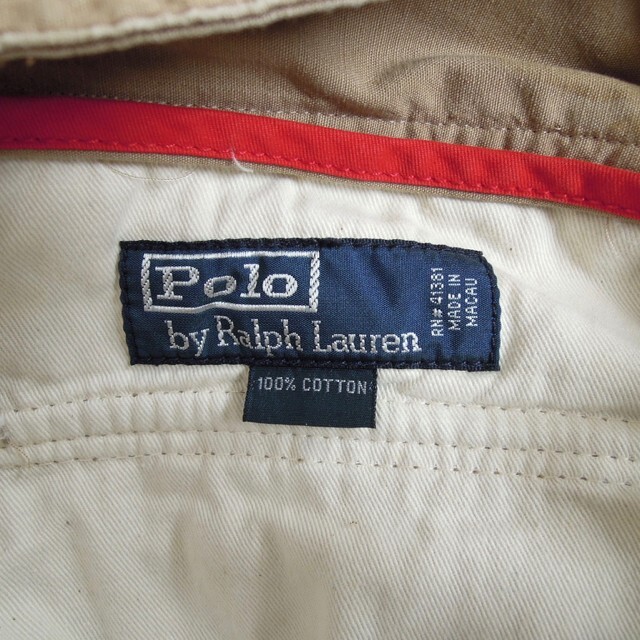 Polo
by Ralph Lauren
RN# 41381
MADE IN
MACAU
100% COTTON